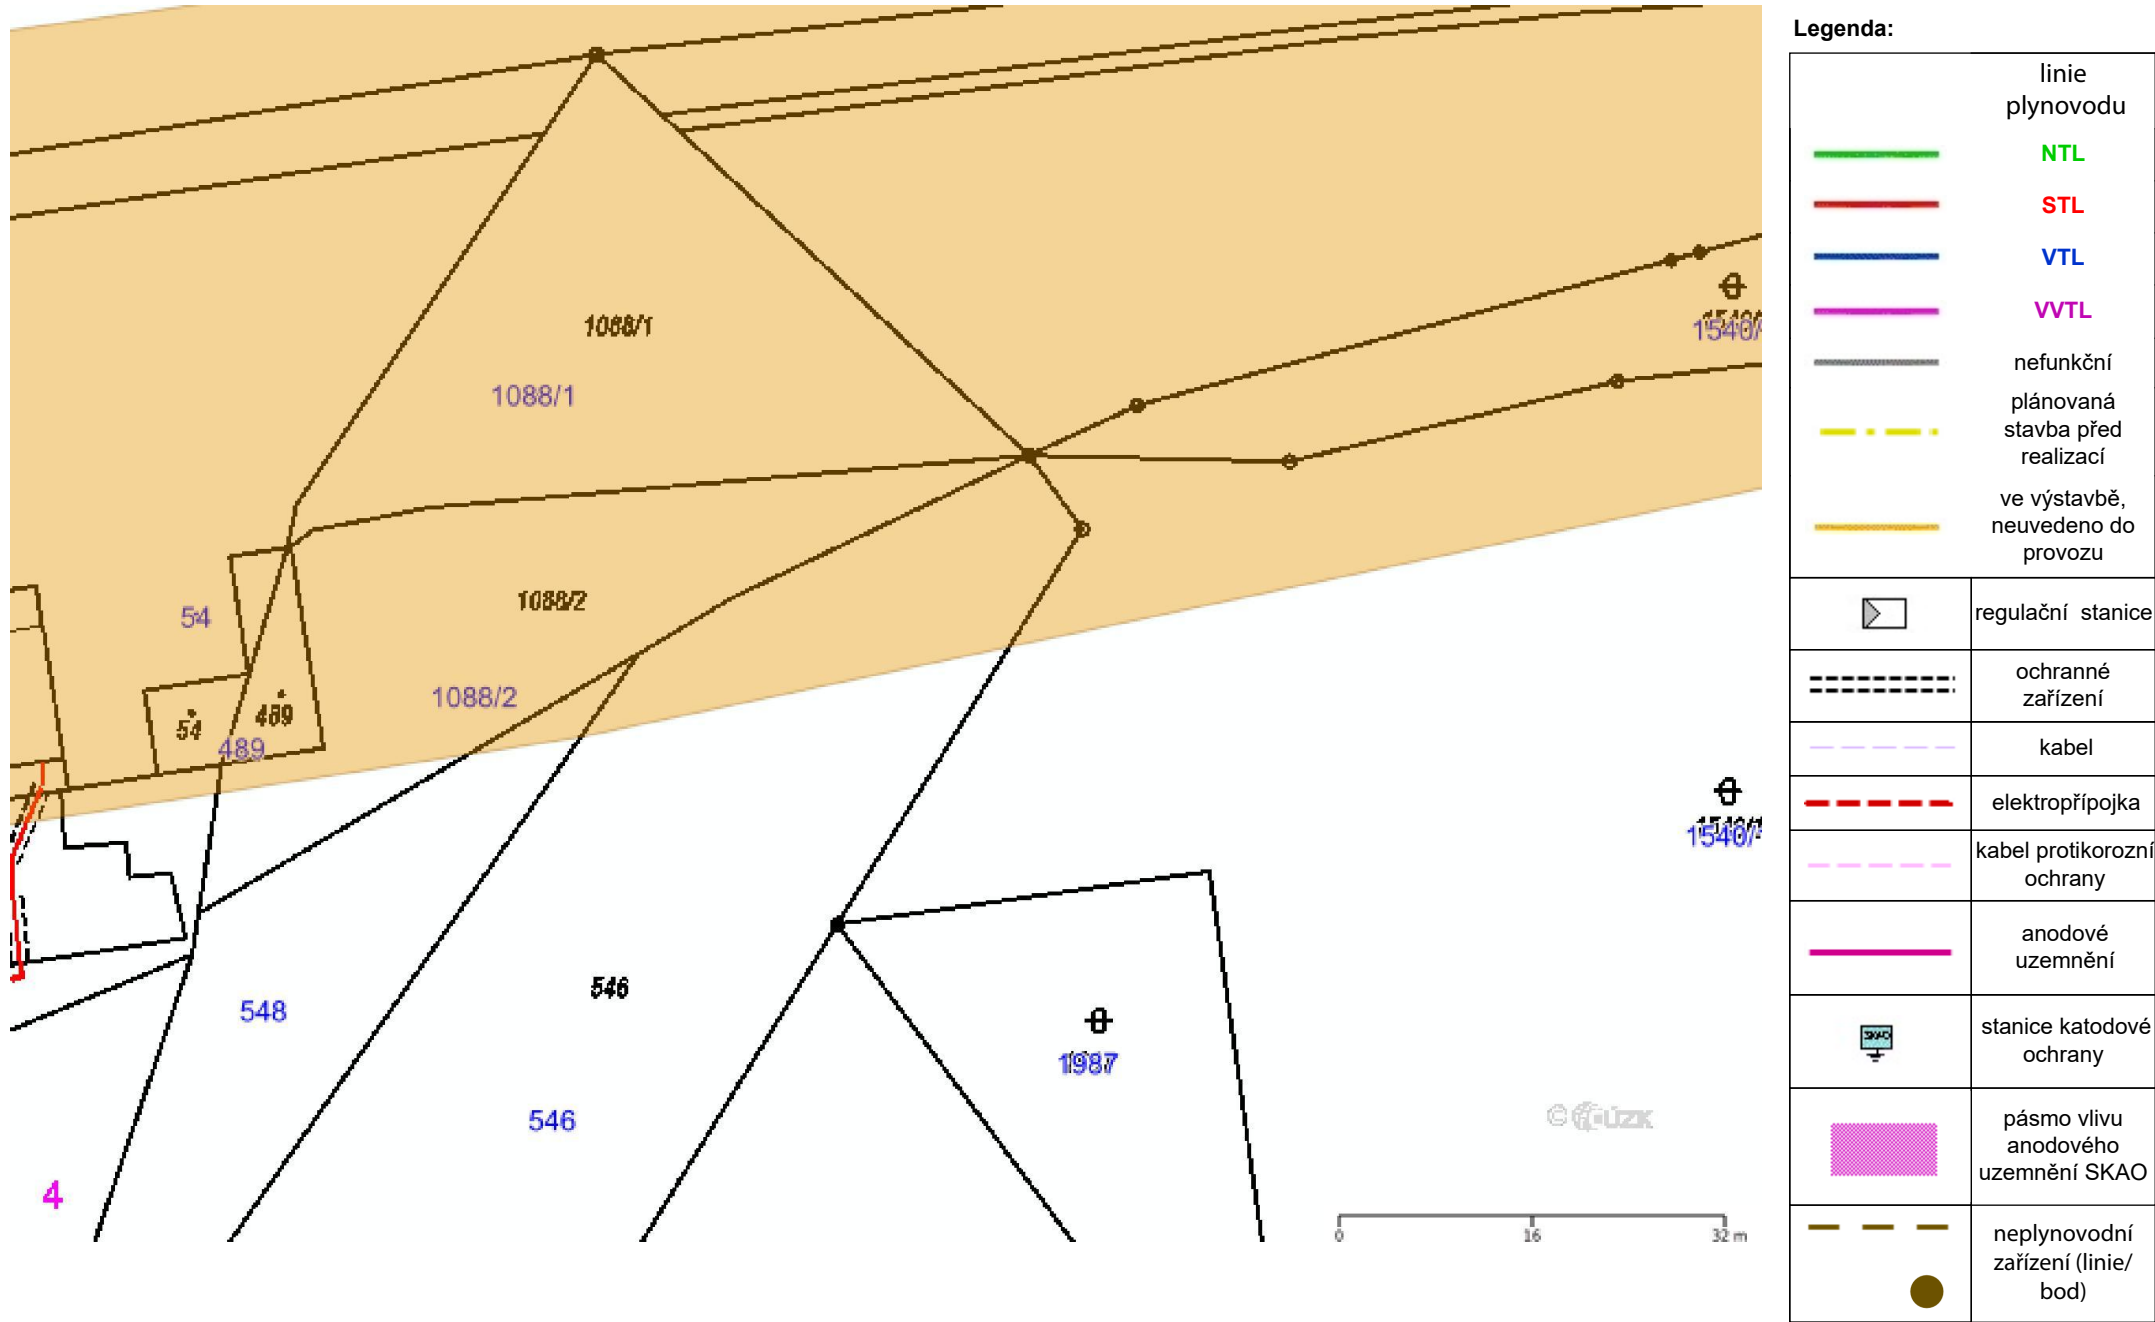 Legenda:
linie
plynovodu
NTL
STL
VTL
VVTL
nefunkční
plánovaná
stavba před
realizací
ve výstavbě,
neuvedeno do
provozu
regulační stanice
ochranné
zařízení
kabel
elektropřípojka
kabel protikorozní
ochrany
anodové
uzemnění
SKAO
stanice katodové
ochrany
pásmo vlivu
anodového
uzemnění SKAO
neplynovodní
zařízení (linie/
bod)
1088/1
1088/1
1540/
54
1088/2
1088/2
54
489
489
1540/
546
548
1987
546
4
©
ČÚZK
0
16
32 m